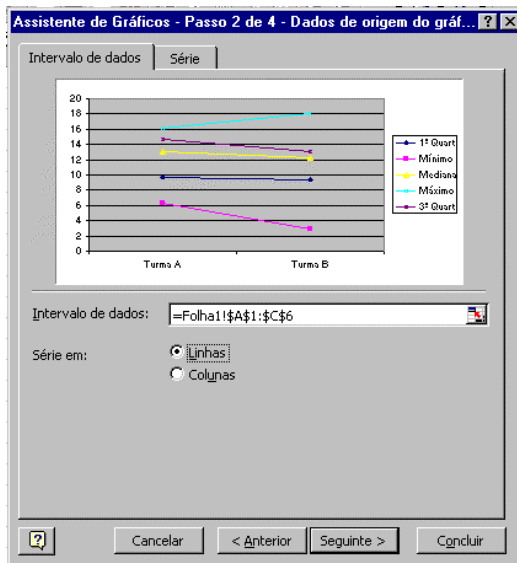 Assistente de Gráficos - Passo 2 de 4 - Dados de origem do gráf...
Intervalo de dados
Série
20
18
16
14
12
10
8
6
4
2
0
Turma A
Turma B
1º Quart
Mínimo
Mediana
Máximo
3º Quart
Intervalo de dados:
=Folha1!$A$1:$C$6
Série em:
Linhas
Colunas
Cancelar
< Anterior
Seguinte >
Concluir